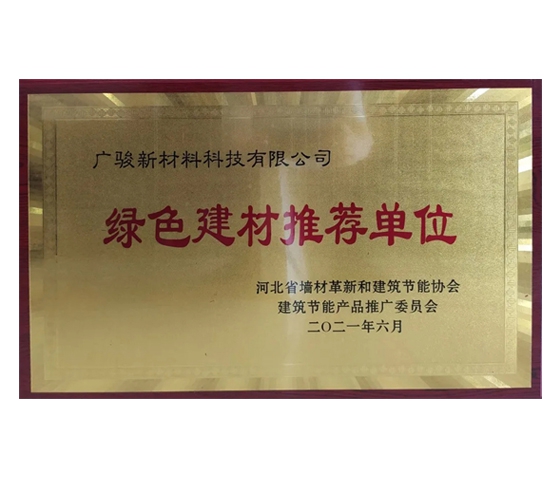 广骏新材料科技有限公司
绿色建材推荐单位
河北省墙材革新和建筑节能协会
建筑节能产品推广委员会
二〇二一年六月